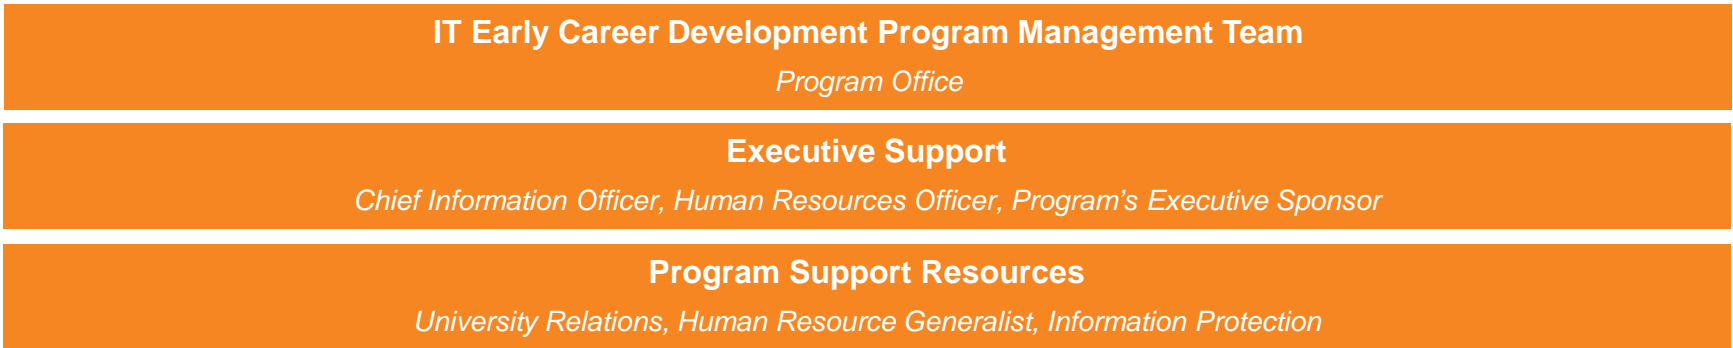 IT Early Career Development Program Management Team
Program Office
Executive Support
Chief Information Officer, Human Resources Officer, Program’s Executive Sponsor
Program Support Resources
University Relations, Human Resource Generalist, Information Protection